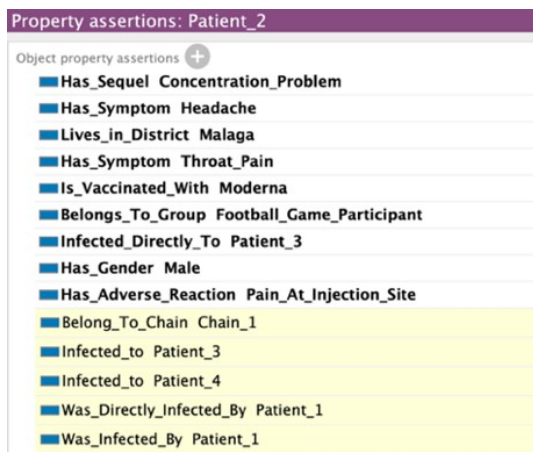 Property assertions: Patient_2
Object property assertions
Has_Sequel Concentration_Problem
Has_Symptom Headache
Lives_in_District Malaga
Has_Symptom Throat_Pain
Is_Vaccinated_With Moderna
Belongs_To_Group Football_Game_Participant
Infected_Directly_To Patient_3
Has_Gender Male
Has_Adverse_Reaction Pain_At_Injection_Site
Belong_To_Chain Chain_1
Infected_to Patient_3
Infected_to Patient_4
Was_Directly_Infected_By Patient_1
Was_Infected_By Patient_1